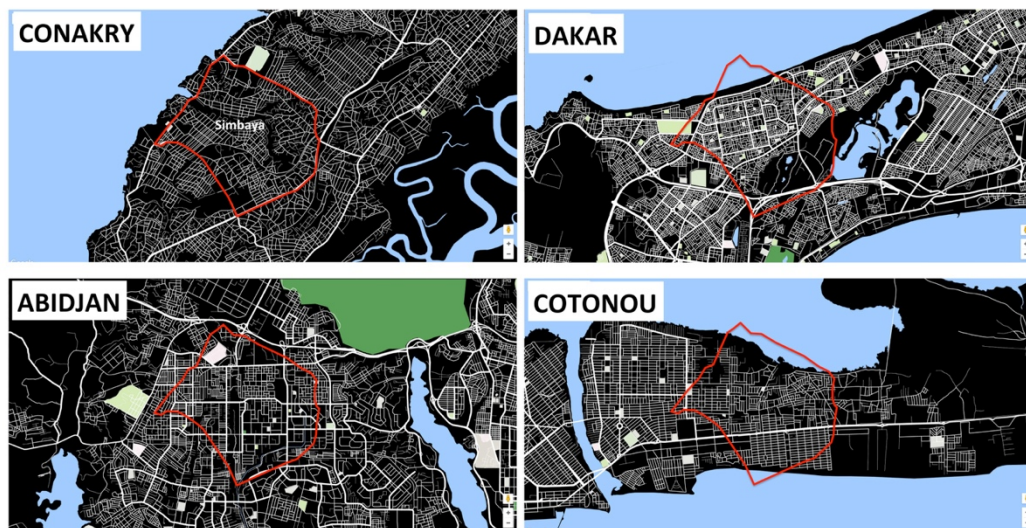 CONAKRY
Simbaya
DAKAR
ABIDJAN
COTONOU